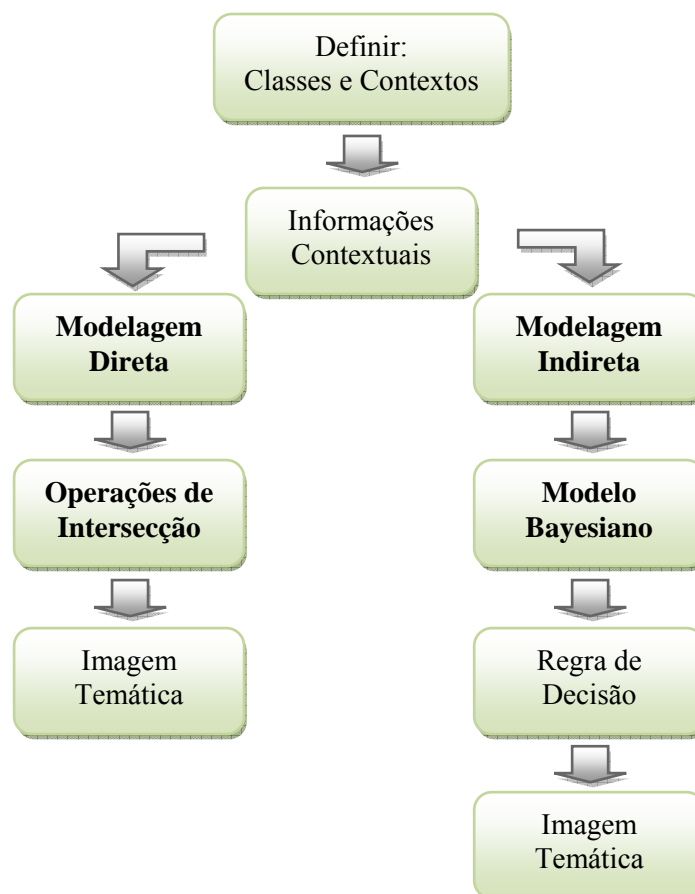 Definir:
Classes e Contextos
Informações
Contextuais
Modelagem
Direta
Modelagem
Indireta
Operações de
Intersecção
Modelo
Bayesiano
Imagem
Temática
Regra de
Decisão
Imagem
Temática